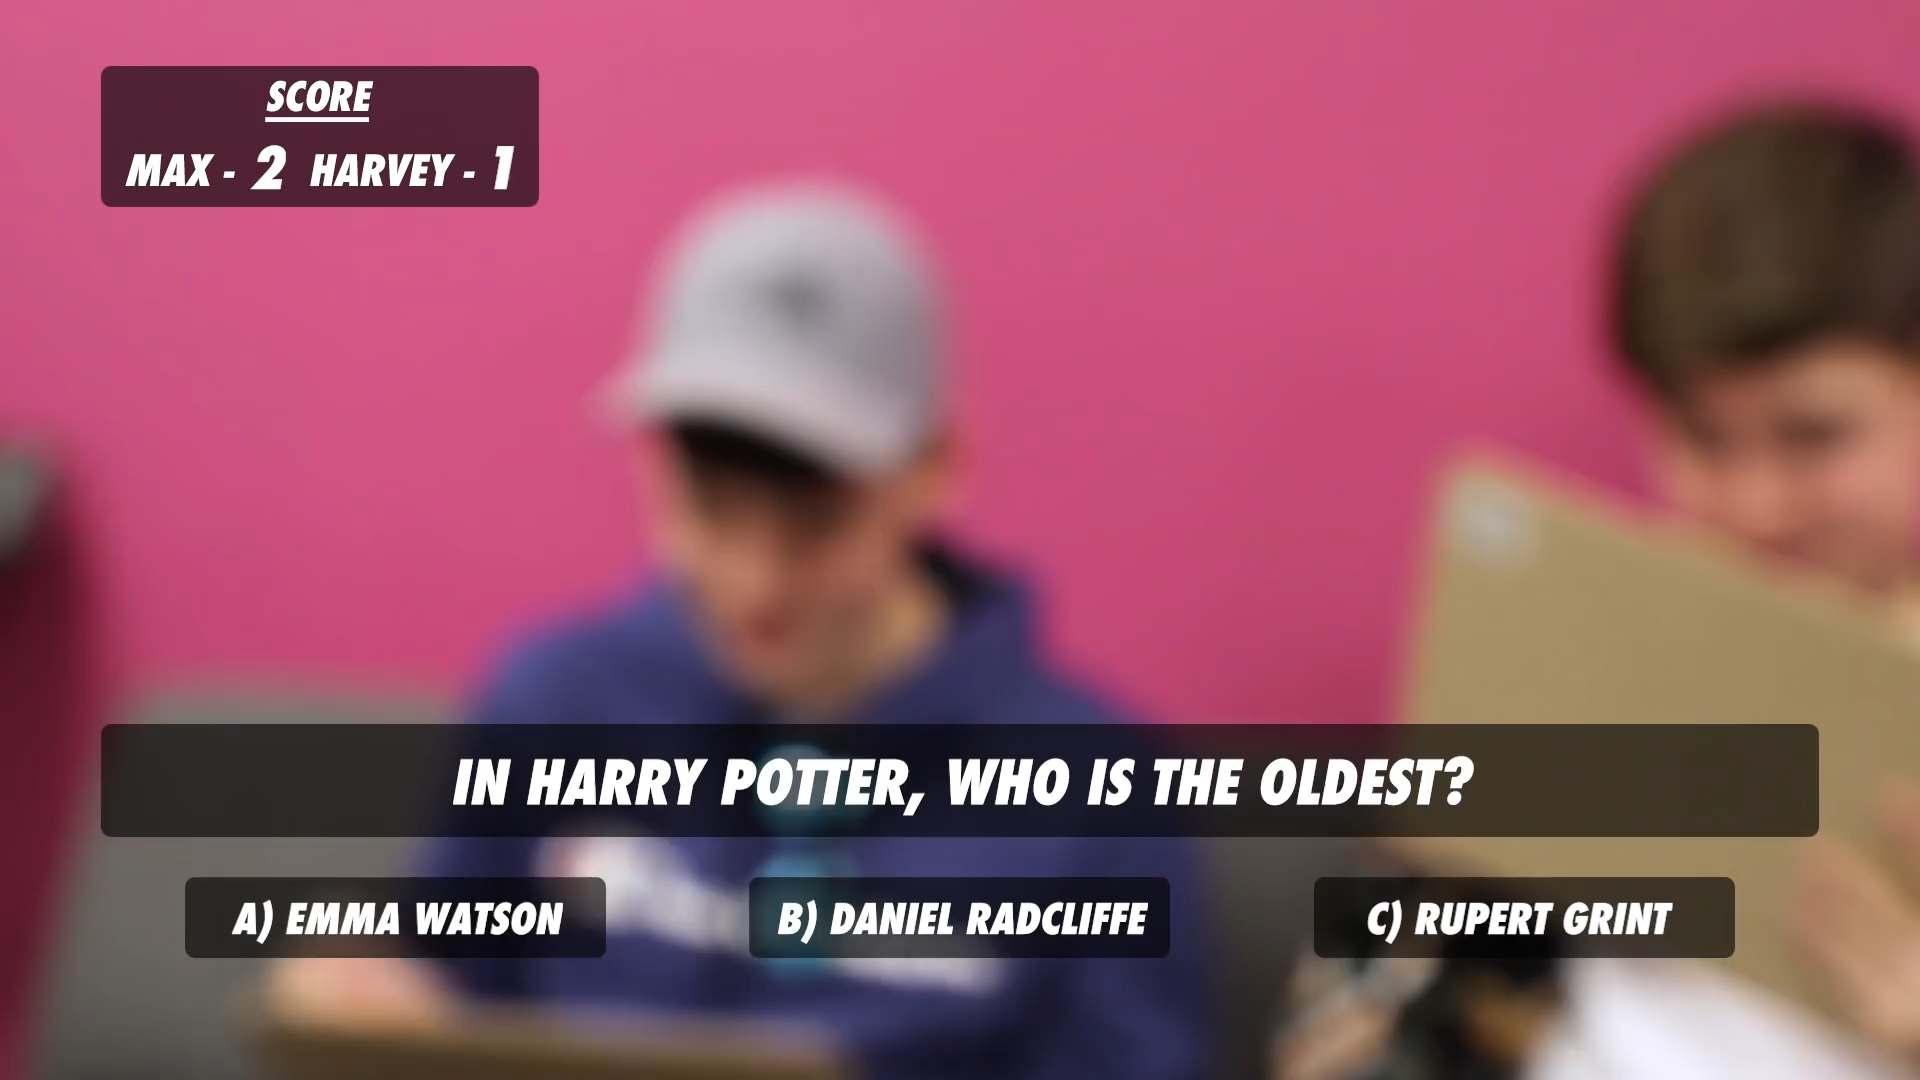 SCORE
MAX - 2 HARVEY - 1
IN HARRY POTTER, WHO IS THE OLDEST?
A) EMMA WATSON
B) DANIEL RADCLIFFE
C) RUPERT GRINT